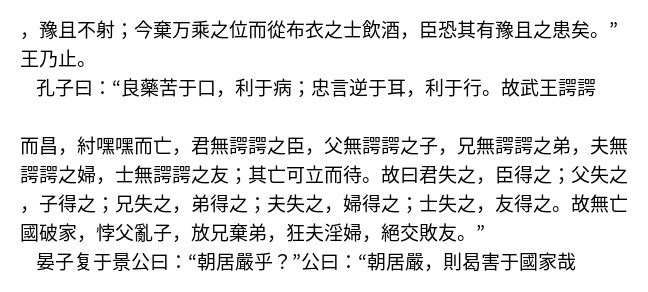 ，豫且不射；今棄万乘之位而從布衣之士飲酒，臣恐其有豫且之患矣。”
王乃止。
孔子曰：“良藥苦于口，利于病；忠言逆于耳，利于行。故武王諤諤
而昌，紂嘿嘿而亡，君無諤諤之臣，父無諤諤之子，兄無諤諤之弟，夫無
諤諤之婦，士無諤諤之友；其亡可立而待。故曰君失之，臣得之；父失之
，子得之；兄失之，弟得之；夫失之，婦得之；士失之，友得之。故無亡
國破家，悖父亂子，放兄棄弟，狂夫淫婦，絕交敗友。”
晏子复于景公曰：“朝居嚴乎？”公曰：“朝居嚴，則曷害于國家哉